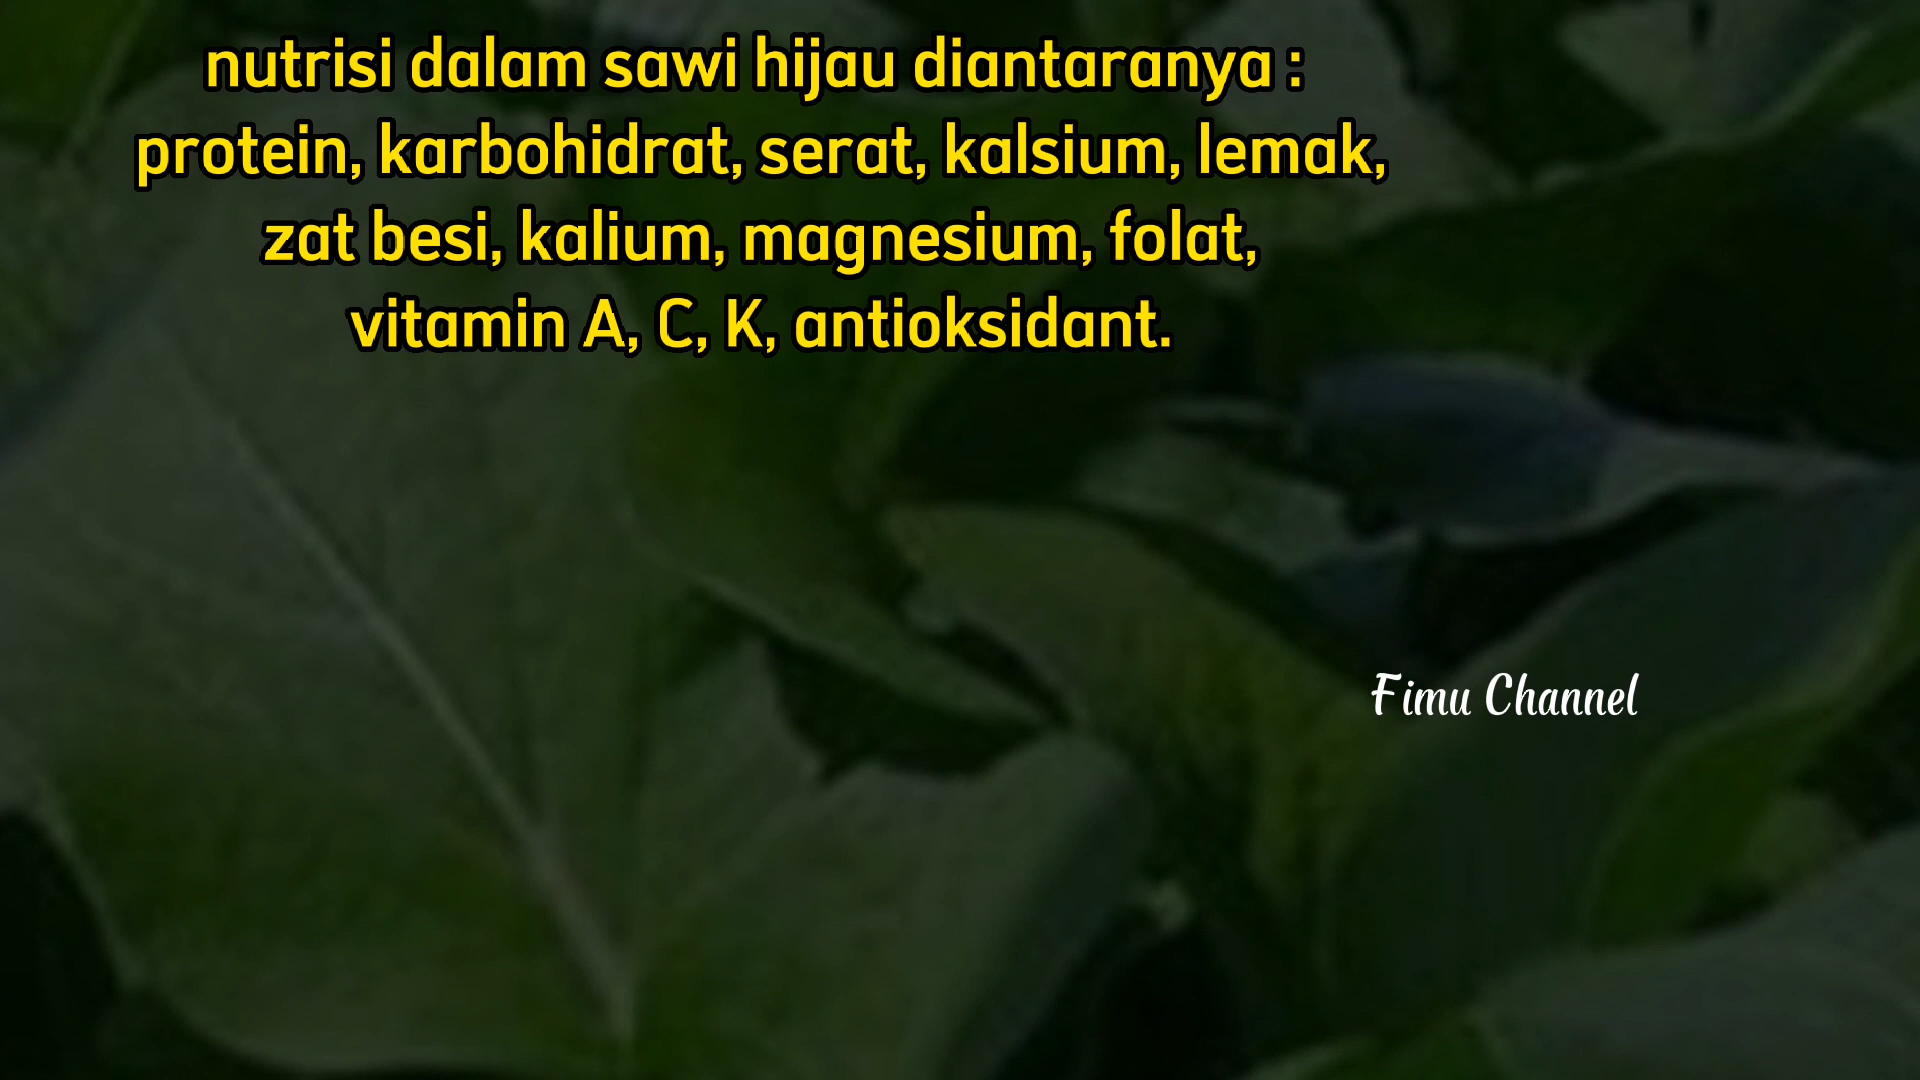 nutrisi dalam sawi hijau diantaranya :
protein, karbohidrat, serat, kalsium, lemak,
zat besi, kalium, magnesium, folat,
vitamin A, C, K, antioksidant.
Fimu Channel